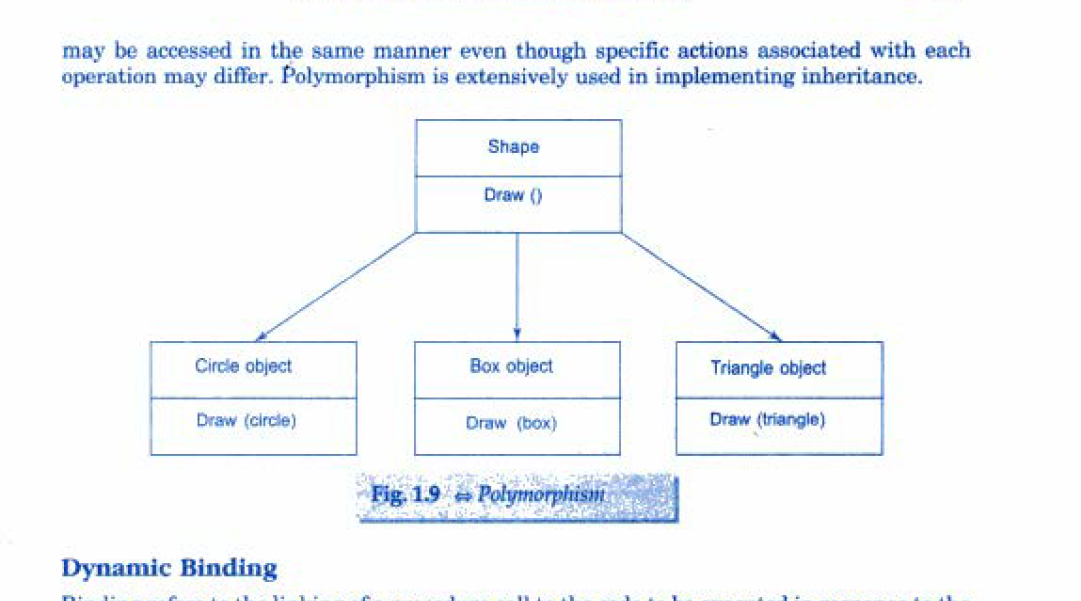 may be accessed in the same manner even though specific actions associated with each
operation may differ. Polymorphism is extensively used in implementing inheritance.
Shape
Draw ()
Circle object
Box object
Triangle object
Draw (circle)
Draw (box)
Draw (triangle)
Fig. 1.9 ⇔ Polymorphism
Dynamic Binding